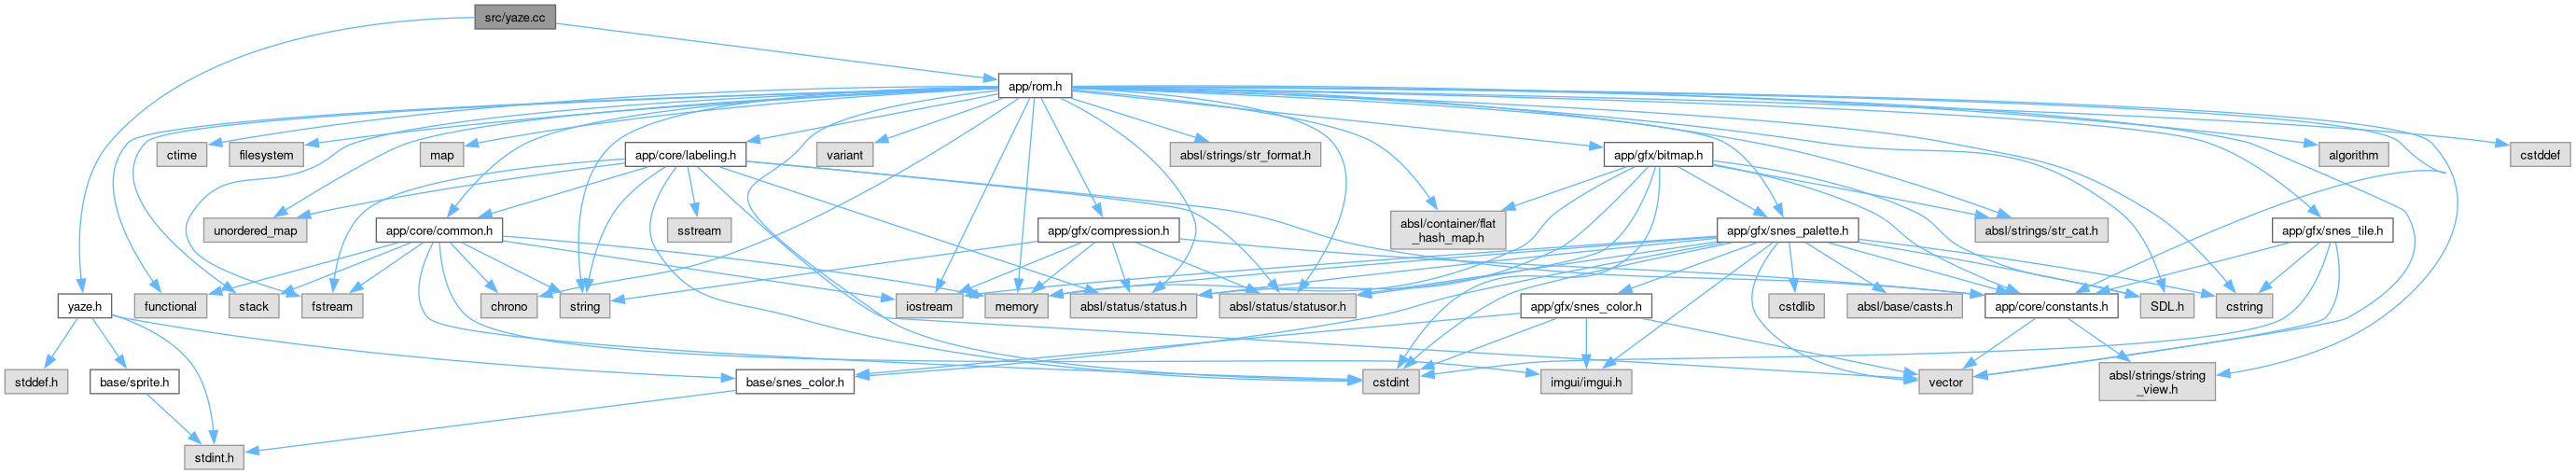 src/yaze.cc
app/rom.h
ctime
filesystem
map
app/core/labeling.h
variant
absl/strings/str_format.h
app/gfx/bitmap.h
algorithm
cstddef
unordered_map
app/core/common.h
sstream
app/gfx/compression.h
absl/container/flat
_hash_map.h
app/gfx/snes_palette.h
absl/strings/str_cat.h
app/gfx/snes_tile.h
yaze.h
functional
stack
fstream
chrono
string
iostream
memory
absl/status/status.h
absl/status/statusor.h
app/gfx/snes_color.h
cstdlib
absl/base/casts.h
app/core/constants.h
SDL.h
cstring
stddef.h
base/sprite.h
base/snes_color.h
cstdint
imgui/imgui.h
vector
absl/strings/string
_view.h
stdint.h